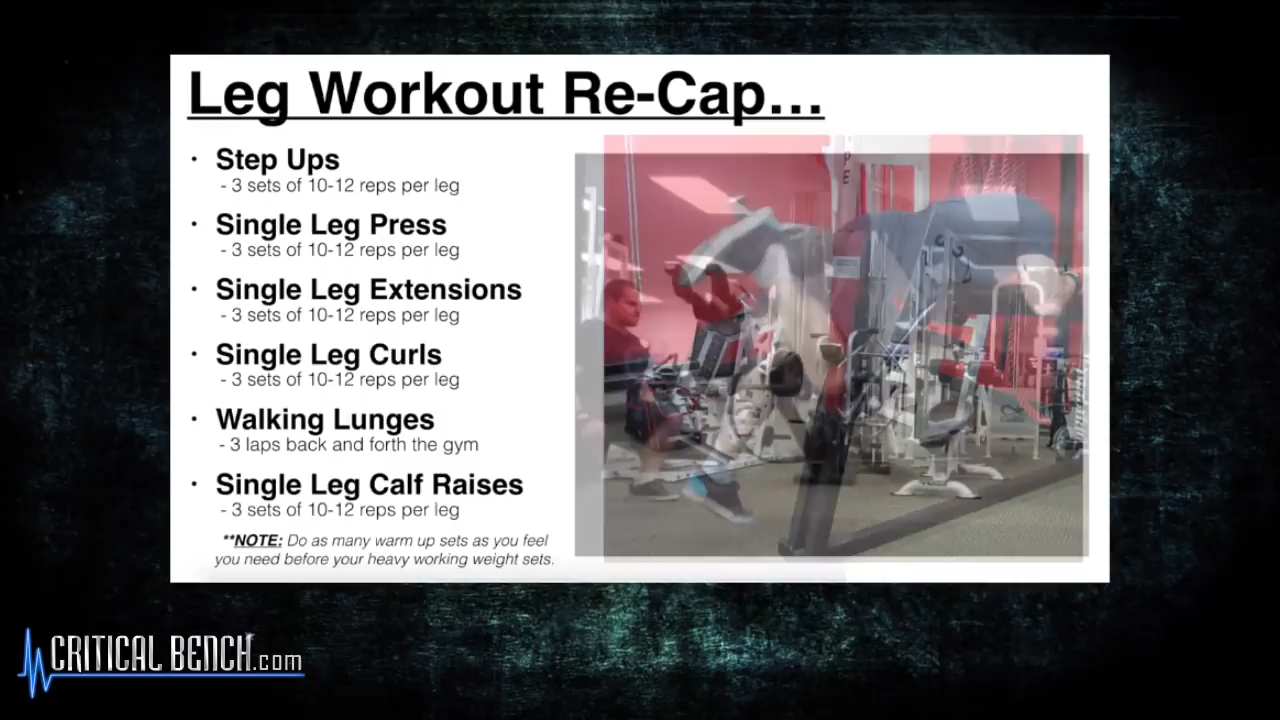 Leg Workout Re-Cap…
· Step Ups
- 3 sets of 10-12 reps per leg
· Single Leg Press
- 3 sets of 10-12 reps per leg
· Single Leg Extensions
- 3 sets of 10-12 reps per leg
· Single Leg Curls
- 3 sets of 10-12 reps per leg
· Walking Lunges
- 3 laps back and forth the gym
· Single Leg Calf Raises
- 3 sets of 10-12 reps per leg
**NOTE: Do as many warm up sets as you feel
you need before your heavy working weight sets.
CRITICAL BENCH.com